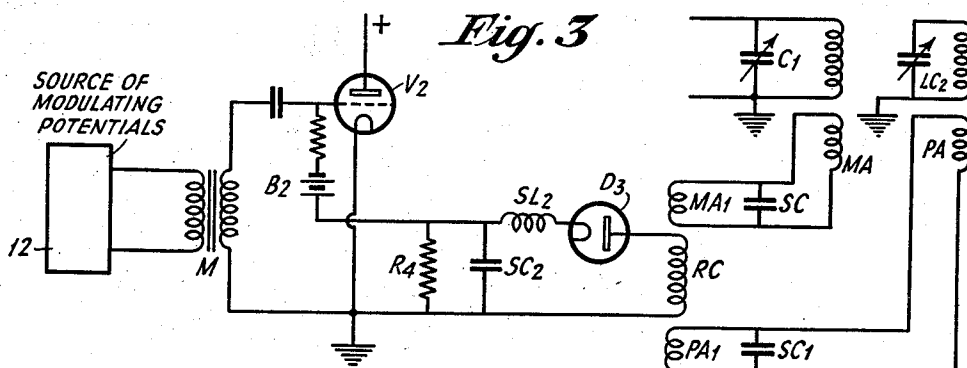 Fig. 3
+
V2
C1
LC2
SOURCE OF
MODULATING
POTENTIALS
B2
MA
PA
SL2
D3
MA1
SC
12
M
R4
SC2
RC
PA1
SC1